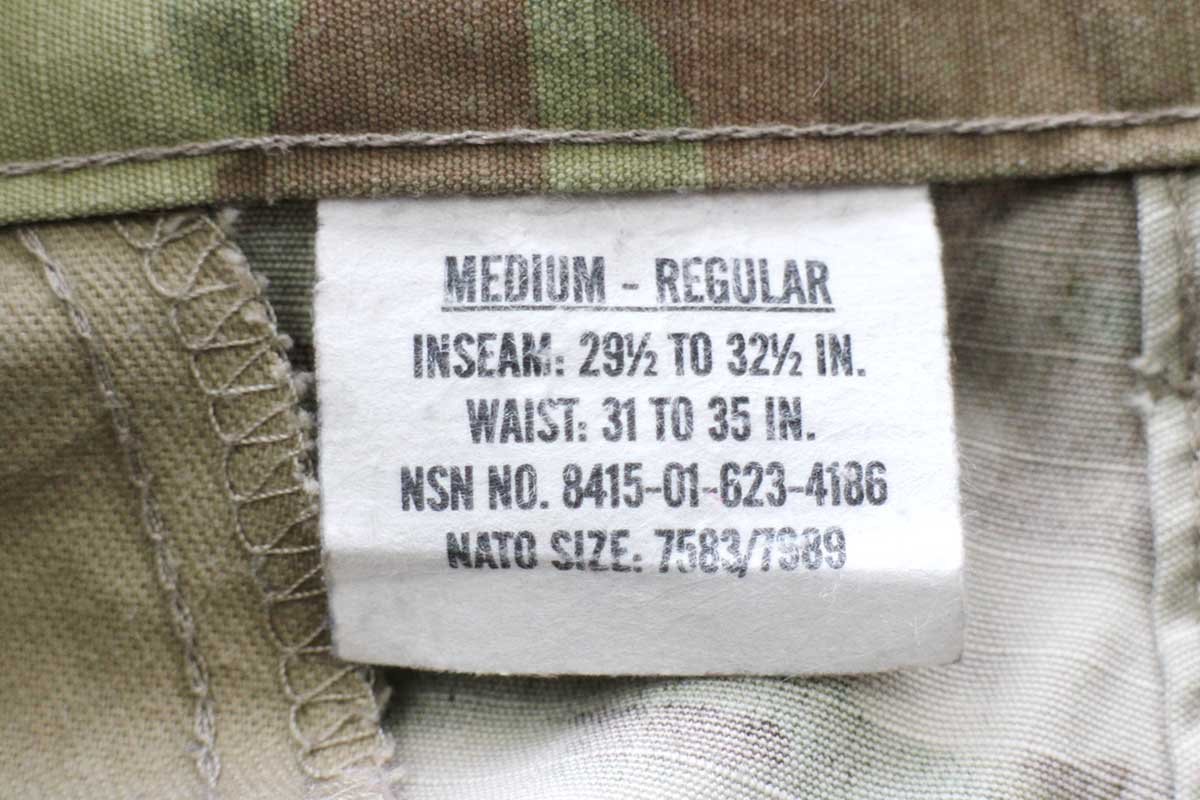 MEDIUM - REGULAR
INSEAM: 29½ TO 32½ IN.
WAIST: 31 TO 35 IN.
NSN NO. 8415-01-623-4186
NATO SIZE: 7583/7989